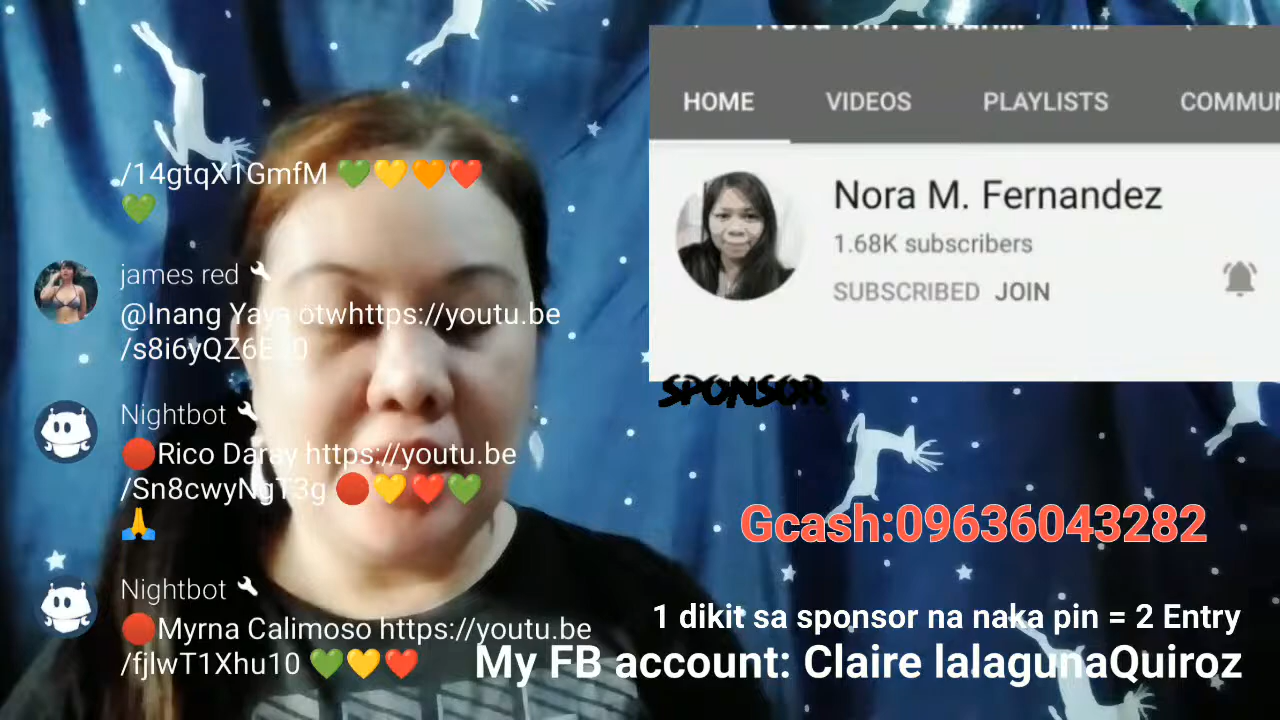 /14gtqX1GmfM 💚💛🧡❤️
💚
james red
@Inang Yaya otwhttps://youtu.be
Nightbot
🔴Rico Daray https://youtu.be
/Sn8cwyNgT3g 🔴💛❤️💚
🙏
Nightbot
🔴Myrna Calimoso https://youtu.be
/fjlwT1Xhu10 💚💛❤️
HOME VIDEOS PLAYLISTS COMMUN
Nora M. Fernandez
1.68K subscribers
SUBSCRIBED JOIN
SPONSOR
Gcash:09636043282
1 dikit sa sponsor na naka pin = 2 Entry
My FB account: Claire lalagunaQuiroz